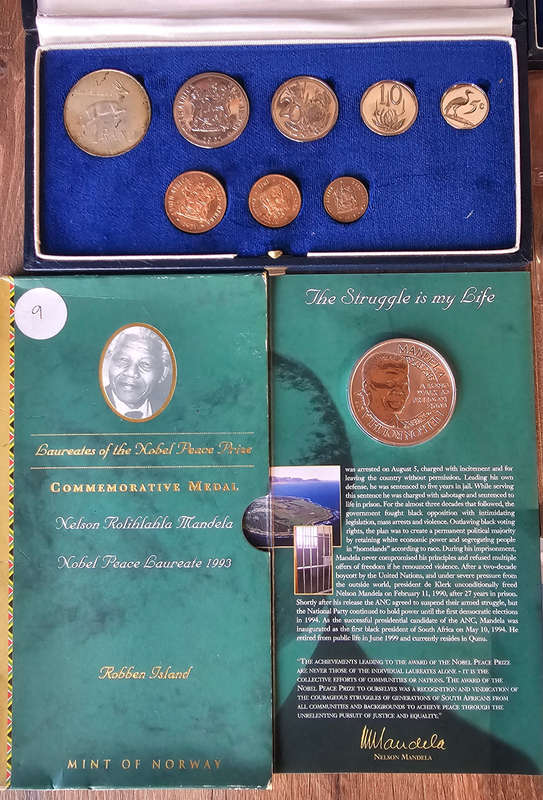 10
5c
9
Laureates of the Nobel Peace Prize
COMMEMORATIVE MEDAL
Nelson Rolihlahla Mandela
Nobel Peace Laureate 1993
Robben Island
MINT OF NORWAY
The Struggle is my Life
MANDELA
A LONG
WALK TO
FREEDOM
NELSON ROLIHLAHLA
was arrested on August 5, charged with incitement and for
leaving the country without permission. Leading his own
defense, he was sentenced to five years in jail. While serving
this sentence he was charged with sabotage and sentenced to
life in prison. For the almost three decades that followed, the
government fought black opposition with intimidating
legislation, mass arrests and violence. Outlawing black voting
rights, the plan was to create a permanent political majority
by retaining white economic power and segregating people
in "homelands" according to race. During his imprisonment,
Mandela never compromised his principles and refused multiple
offers of freedom if he renounced violence. After a two-decade
boycott by the United Nations, and under severe pressure from
the outside world, president de Klerk unconditionally freed
Nelson Mandela on February 11, 1990, after 27 years in prison.
Shortly after his release the ANC agreed to suspend their armed struggle, but
the National Party continued to hold power until the first democratic elections
in 1994. As the successful presidential candidate of the ANC, Mandela was
inaugurated as the first black president of South Africa on May 10, 1994. He
retired from public life in June 1999 and currently resides in Qunu.
"THE ACHIEVEMENTS LEADING TO THE AWARD OF THE NOBEL PEACE PRIZE
ARE NEVER THOSE OF THE INDIVIDUAL LAUREATES ALONE - IT IS THE
COLLECTIVE EFFORTS OF COMMUNITIES OR NATIONS. THE AWARD OF THE
NOBEL PRIZE TO OURSELVES WAS A RECOGNITION AND VINDICATION OF
THE COURAGEOUS STRUGGLES OF GENERATIONS OF SOUTH AFRICANS FROM
ALL COMMUNITIES AND BACKGROUNDS TO ACHIEVE PEACE THROUGH THE
UNRELENTING PURSUIT OF JUSTICE AND EQUALITY."
Mandela
NELSON MANDELA